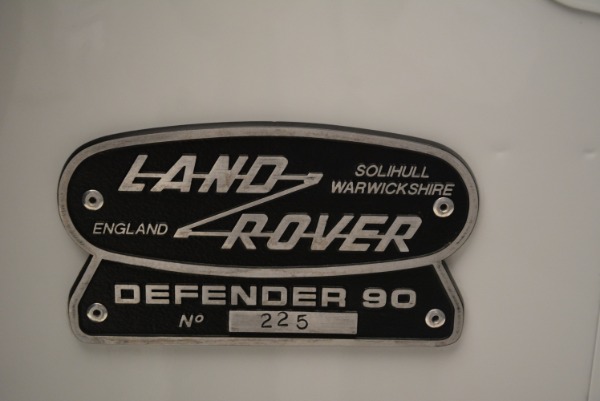 LAND
SOLIHULL
WARWICKSHIRE
ENGLAND
ROVER
DEFENDER 90
Nº 225